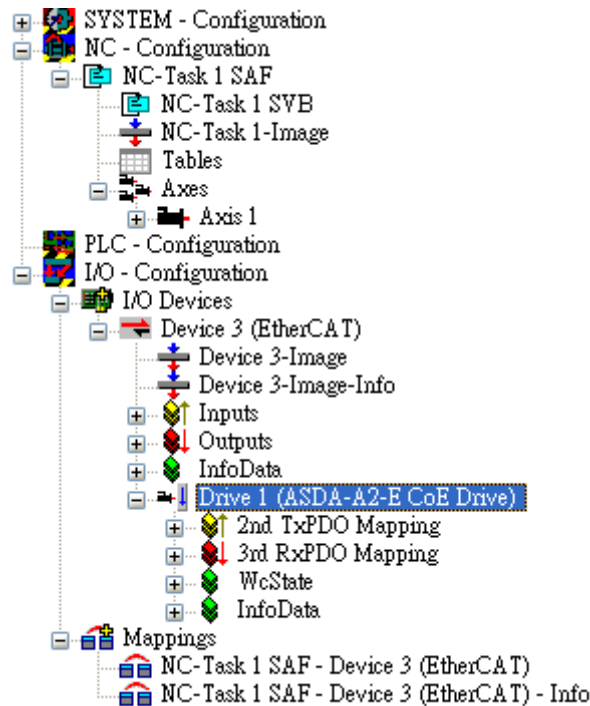 SYSTEM - Configuration
NC - Configuration
NC-Task 1 SAF
NC-Task 1 SVB
NC-Task 1-Image
Tables
Axes
Axis 1
PLC - Configuration
I/O - Configuration
I/O Devices
Device 3 (EtherCAT)
Device 3-Image
Device 3-Image-Info
Inputs
Outputs
InfoData
Drive 1 (ASDA-A2-E CoE Drive)
2nd TxPDO Mapping
3rd RxPDO Mapping
WcState
InfoData
Mappings
NC-Task 1 SAF - Device 3 (EtherCAT)
NC-Task 1 SAF - Device 3 (EtherCAT) - Info